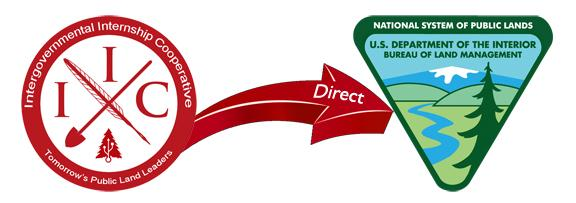 Intergovernmental Internship Cooperative
I
I C
Tomorrow's Public Land Leaders
Direct
NATIONAL SYSTEM OF PUBLIC LANDS
U.S. DEPARTMENT OF THE INTERIOR
BUREAU OF LAND MANAGEMENT